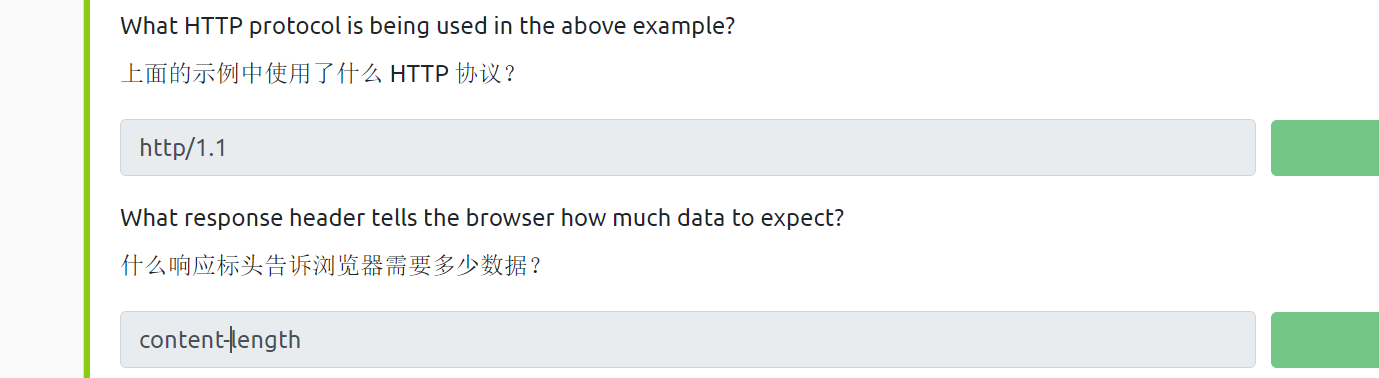 What HTTP protocol is being used in the above example?
上面的示例中使用了什么 HTTP 协议？
http/1.1
What response header tells the browser how much data to expect?
什么响应标头告诉浏览器需要多少数据？
content-length